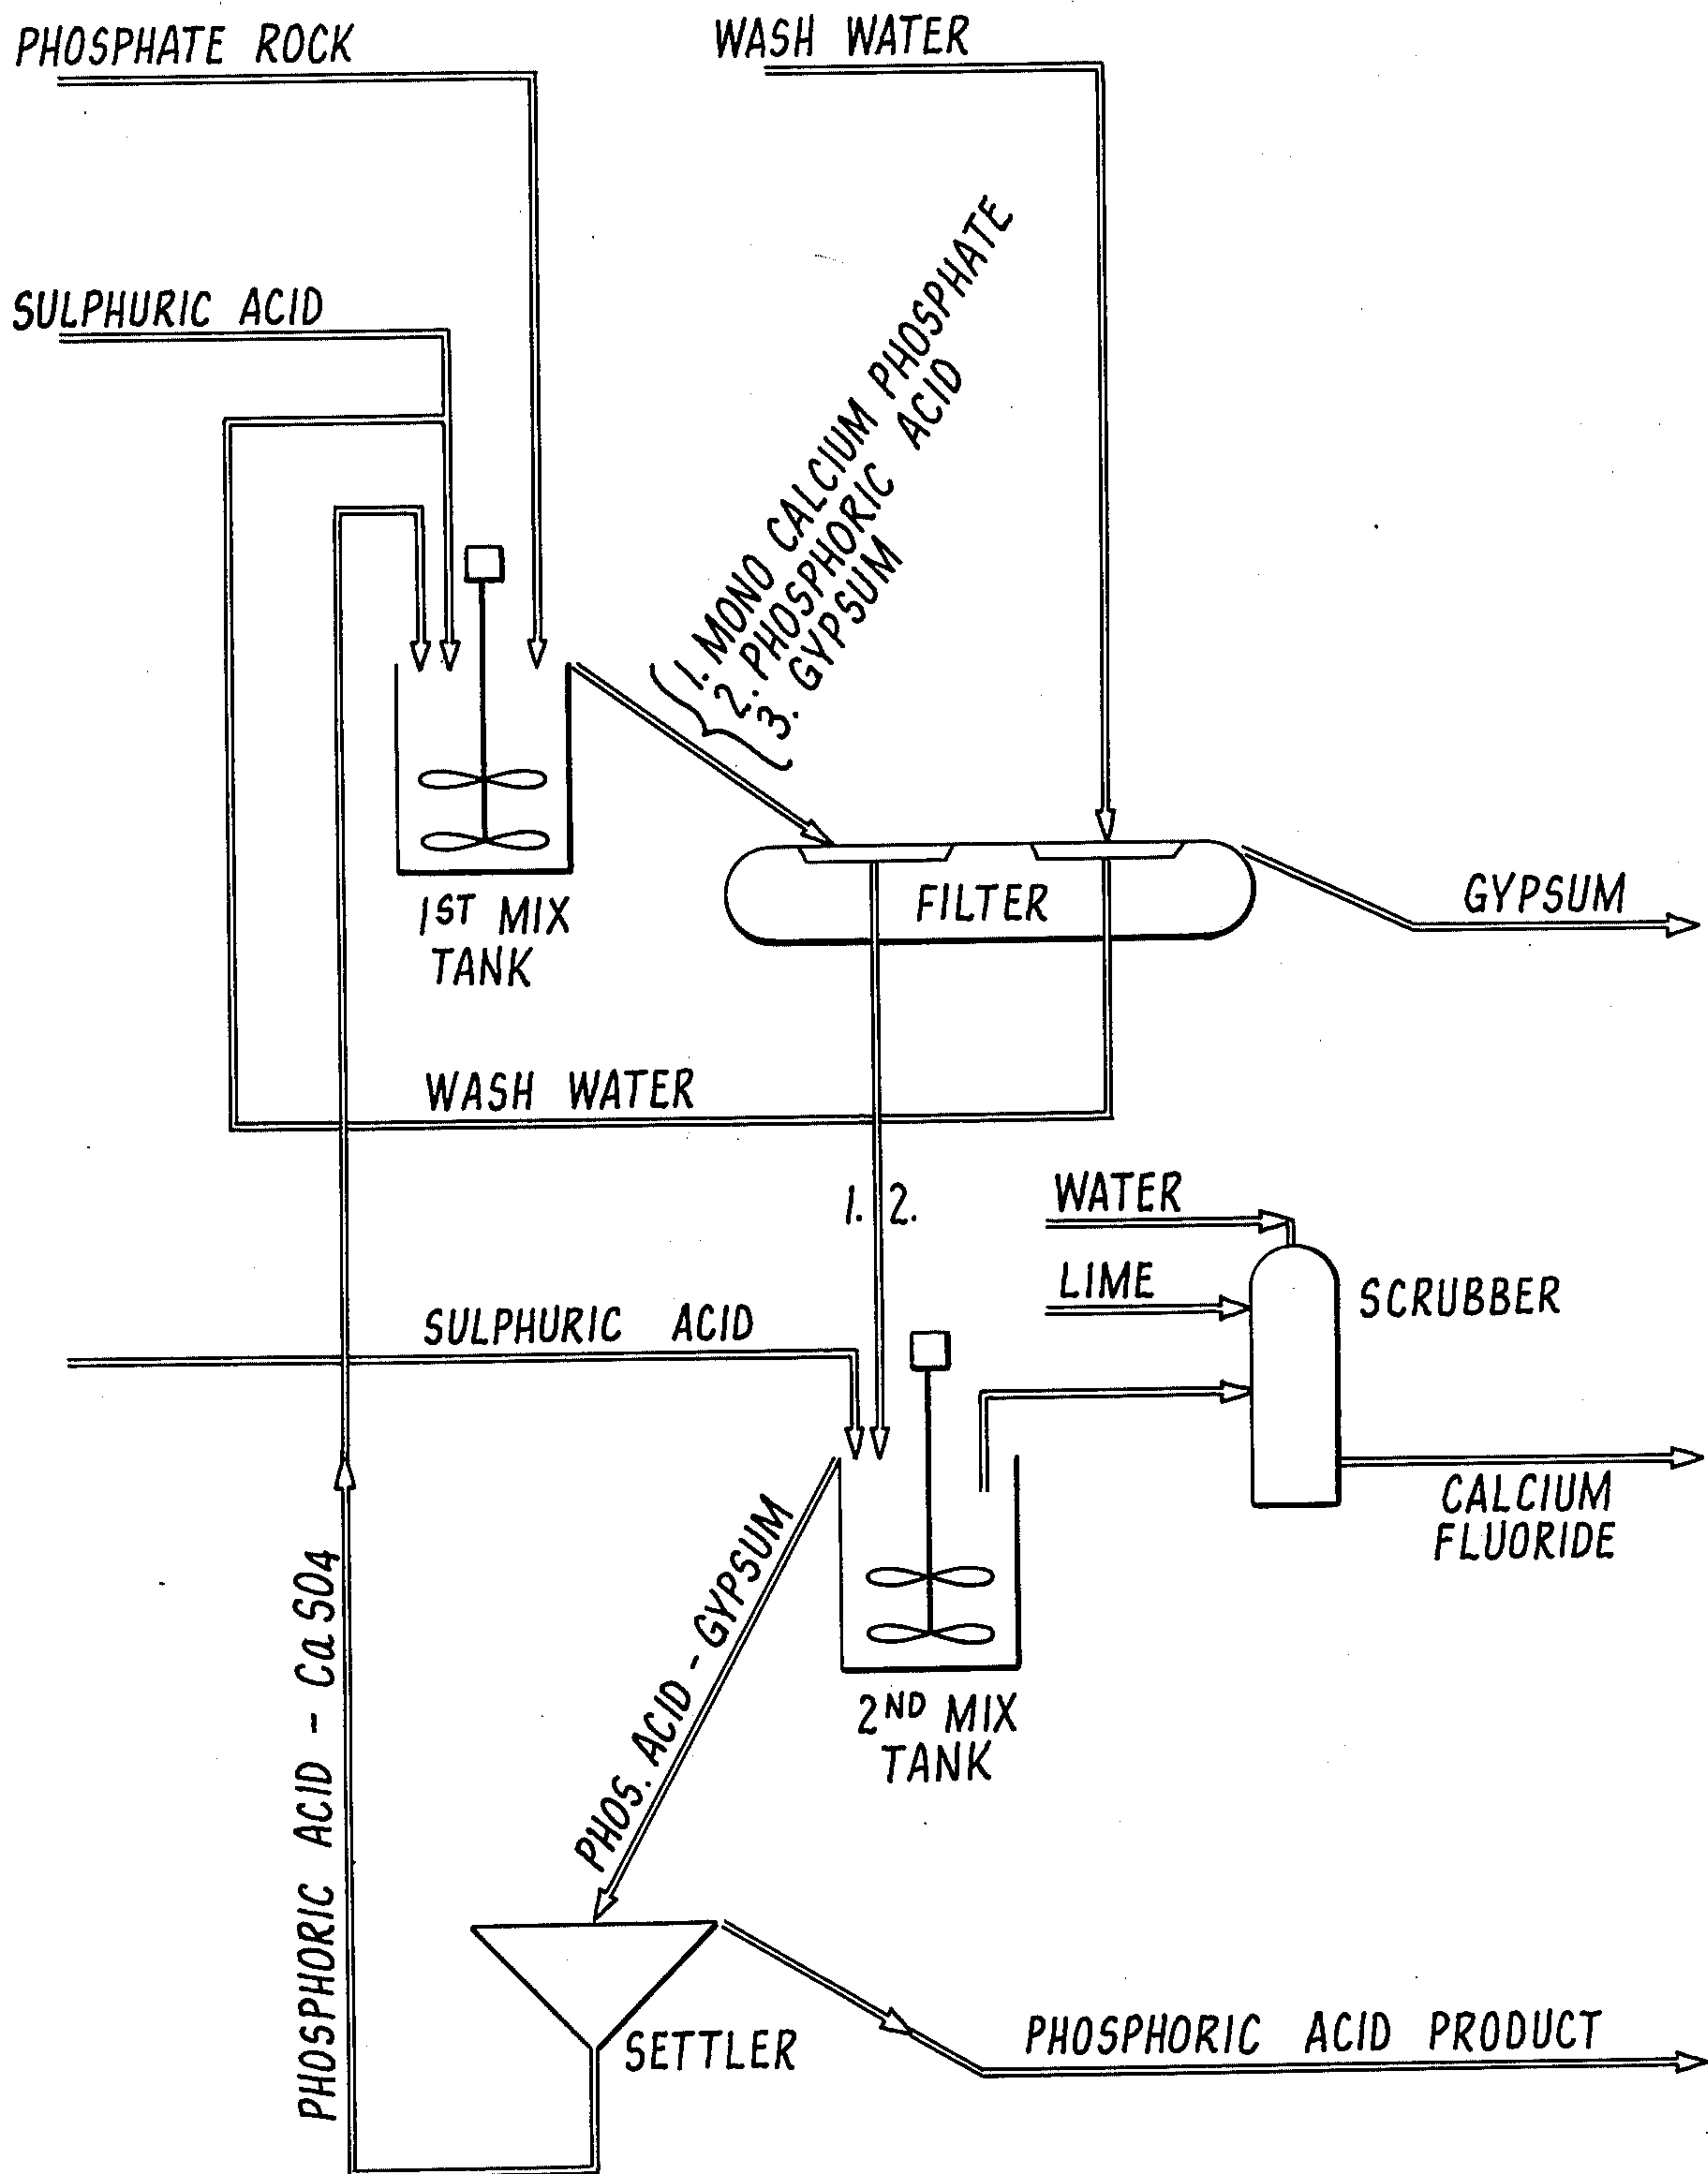 PHOSPHATE ROCK
WASH WATER
SULPHURIC ACID
1. MONO CALCIUM PHOSPHATE
2. PHOSPHORIC ACID
3. GYPSUM
1ST MIX
TANK
FILTER
GYPSUM
WASH WATER
1. 2.
WATER
LIME
SCRUBBER
SULPHURIC ACID
CALCIUM
FLUORIDE
PHOS. ACID - GYPSUM
2ND MIX
TANK
PHOSPHORIC ACID - CaSO4
SETTLER
PHOSPHORIC ACID PRODUCT